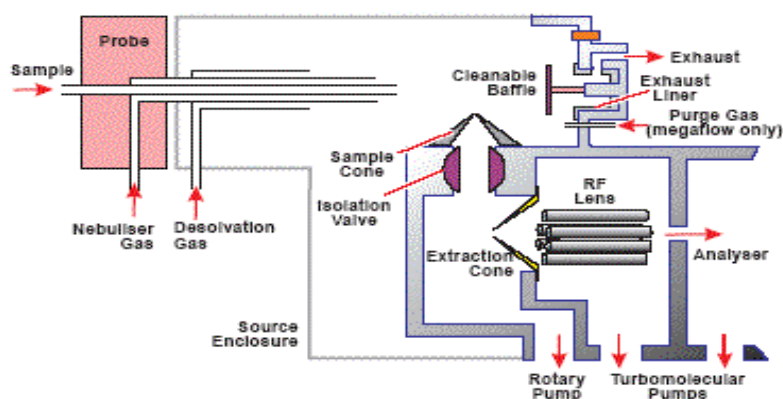 Probe
Sample
Exhaust
Cleanable
Baffle
Exhaust
Liner
Purge Gas
(megaflow only)
Sample
Cone
Isolation
Valve
RF
Lens
Nebuliser
Gas
Desolvation
Gas
Extraction
Cone
Analyser
Source
Enclosure
Rotary
Pump
Turbomolecular
Pumps